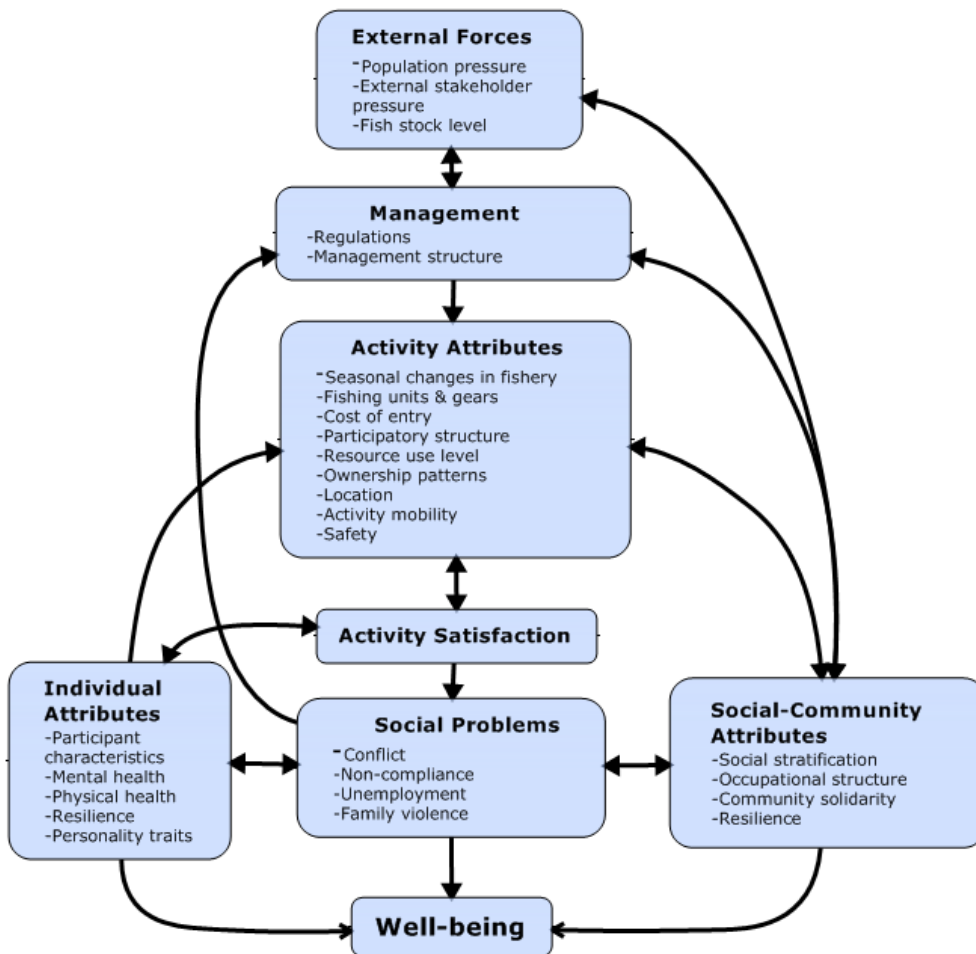 External Forces
-Population pressure
-External stakeholder
pressure
-Fish stock level
Management
-Regulations
-Management structure
Activity Attributes
-Seasonal changes in fishery
-Fishing units & gears
-Cost of entry
-Participatory structure
-Resource use level
-Ownership patterns
-Location
-Activity mobility
-Safety
Activity Satisfaction
Individual
Attributes
-Participant
characteristics
-Mental health
-Physical health
-Resilience
-Personality traits
Social Problems
-Conflict
-Non-compliance
-Unemployment
-Family violence
Social-Community
Attributes
-Social stratification
-Occupational structure
-Community solidarity
-Resilience
Well-being